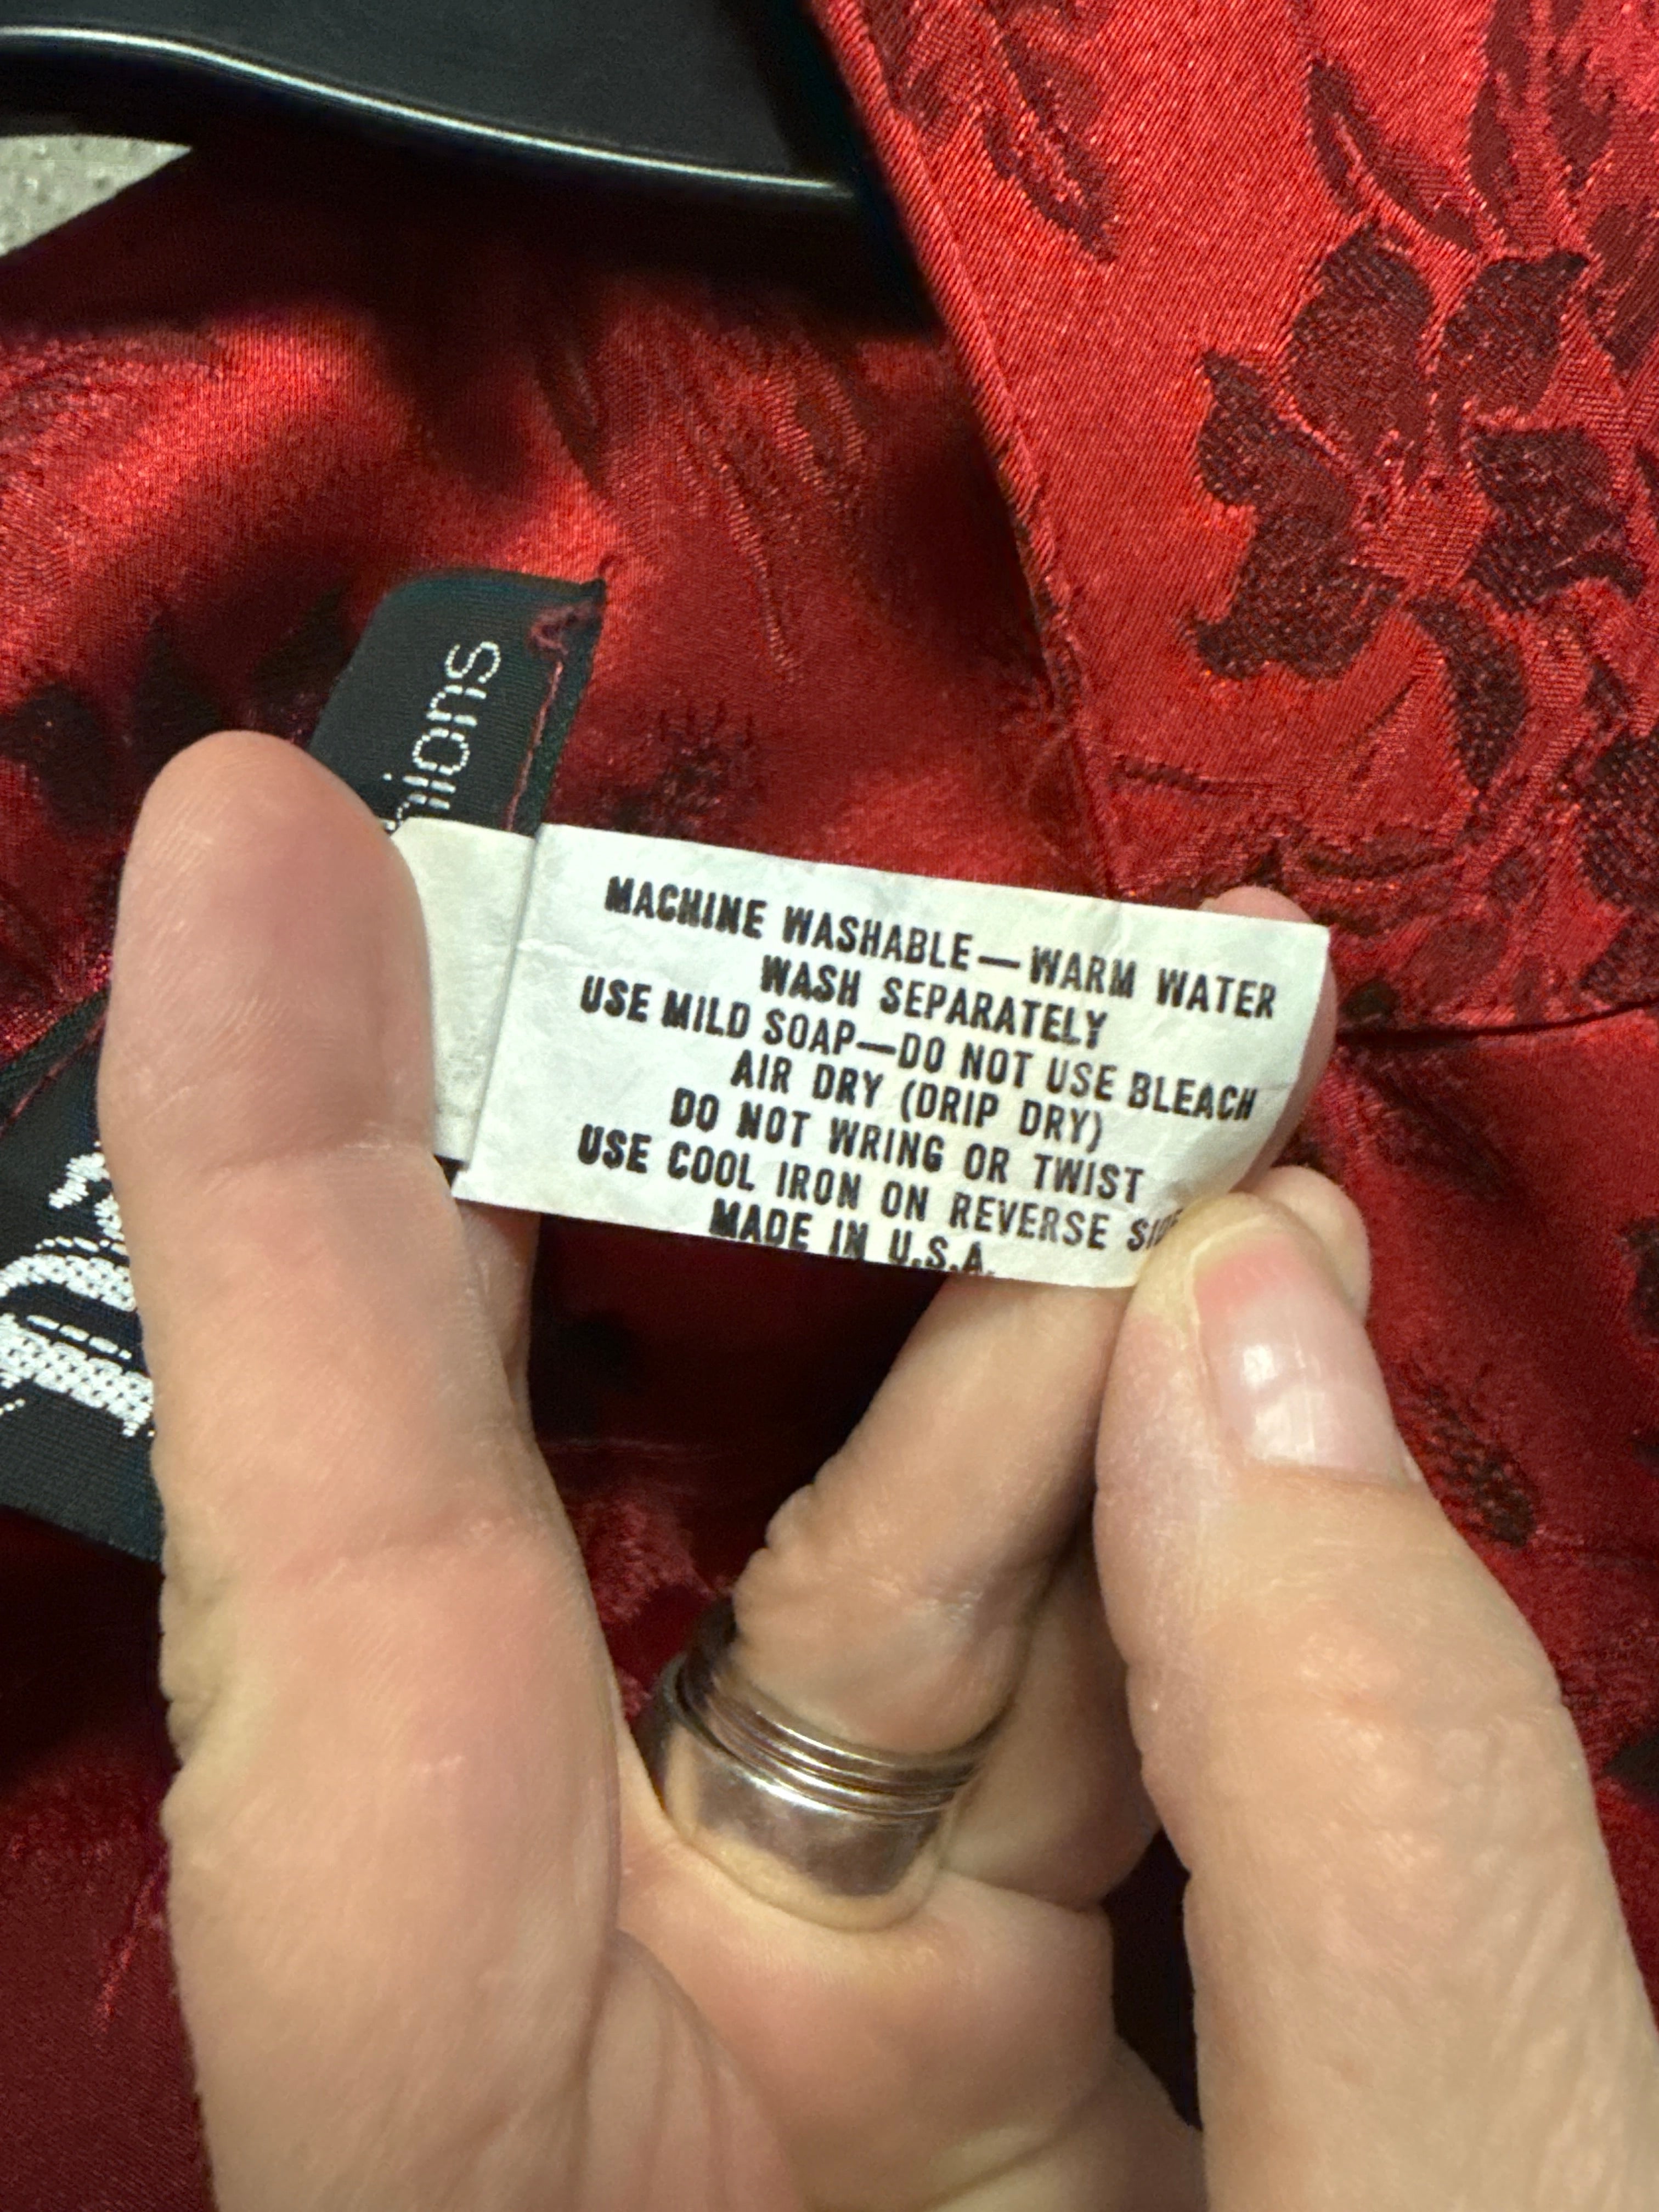 MACHINE WASHABLE—WARM WATER
WASH SEPARATELY
USE MILD SOAP—DO NOT USE BLEACH
AIR DRY (DRIP DRY)
DO NOT WRING OR TWIST
USE COOL IRON ON REVERSE SIDE
MADE IN U.S.A.
hions